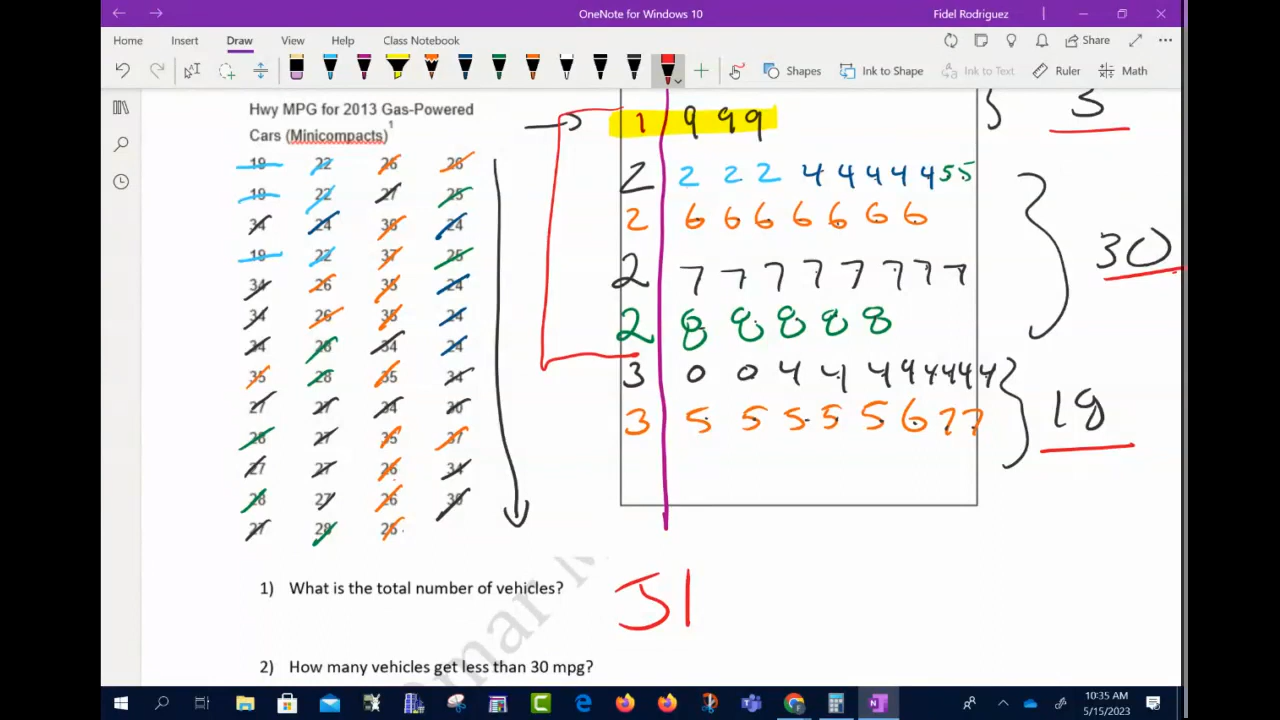 OneNote for Windows 10
Fidel Rodriguez
Home Insert Draw View Help Class Notebook
Share
Shapes Ink to Shape Ink to Text Ruler Math
Hwy MPG for 2013 Gas-Powered
Cars (Minicompacts)1
19 22 26 26
19 22 27 25
34 24 36 24
19 22 37 25
34 26 35 24
34 26 35 24
34 28 34 24
35 28 35 34
27 27 34 30
28 27 35 37
27 27 26 34
28 27 26 30
27 28 26
1 9 9 9
2 2 2 2 4 4 4 4 4 5 5
2 6 6 6 6 6 6 6
2 7 7 7 7 7 7 7 7
2 8 8 8 8 8
3 0 0 4 4 4 4 4 4 4 4
3 5 5 5 5 5 6 7 7
3
30
18
1) What is the total number of vehicles?
51
2) How many vehicles get less than 30 mpg?
10:35 AM
5/15/2023